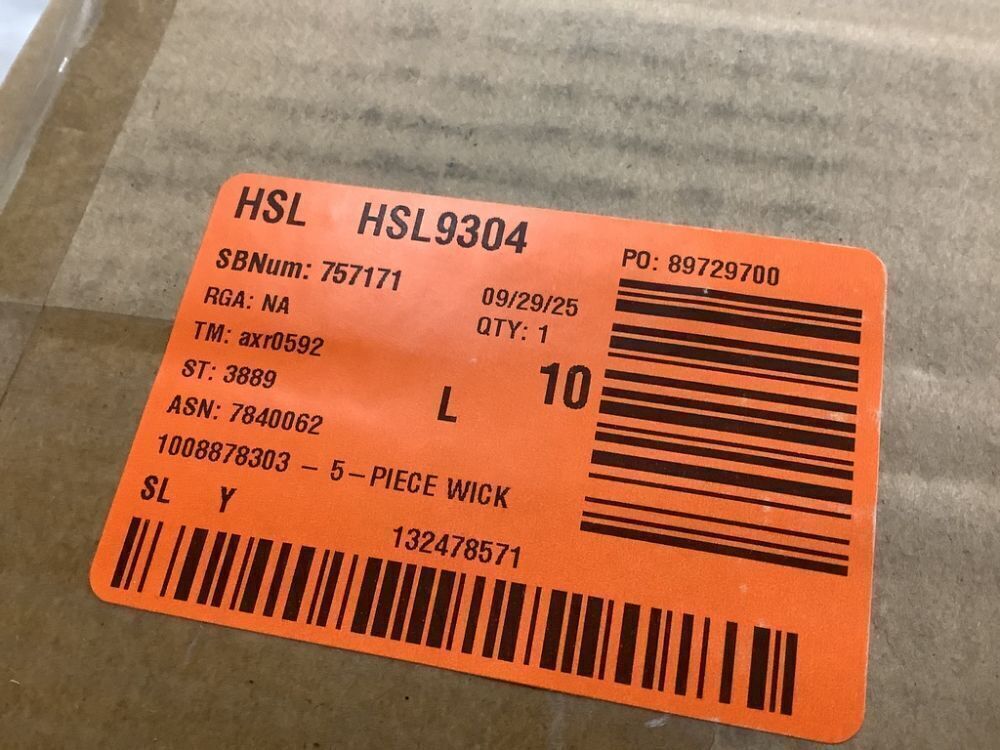 HSL HSL9304
PO: 89729700
SBNum: 757171
09/29/25
RGA: NA
QTY: 1
TM: axr0592
ST: 3889
L 10
ASN: 7840062
1008878303 - 5-PIECE WICK
SL Y
132478571